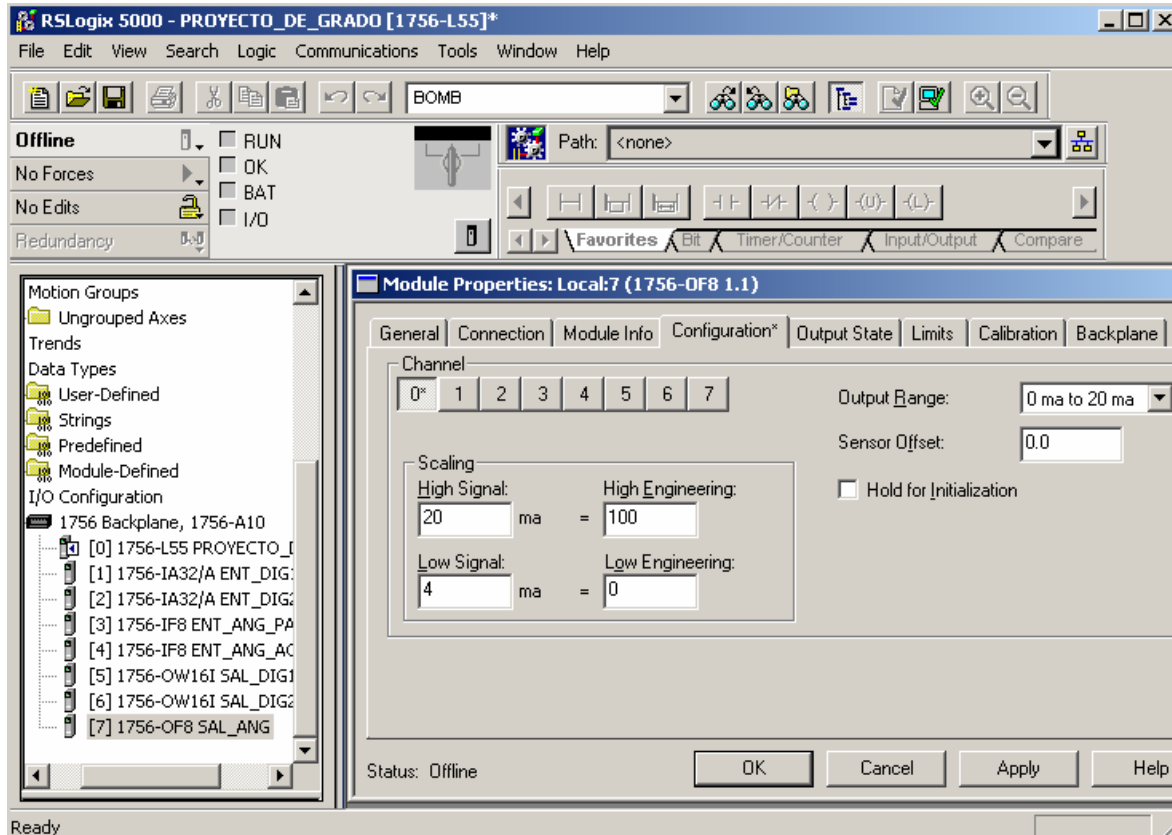 RSLogix 5000 - PROYECTO_DE_GRADO [1756-L55]*
File Edit View Search Logic Communications Tools Window Help
BOMB
Offline
RUN
No Forces
OK
No Edits
BAT
I/O
Redundancy
Path: <none>
Favorites Bit Timer/Counter Input/Output Compare
Motion Groups
Ungrouped Axes
Trends
Data Types
User-Defined
Strings
Predefined
Module-Defined
I/O Configuration
1756 Backplane, 1756-A10
[0] 1756-L55 PROYECTO_
[1] 1756-IA32/A ENT_DIG1
[2] 1756-IA32/A ENT_DIG2
[3] 1756-IF8 ENT_ANG_PA
[4] 1756-IF8 ENT_ANG_AC
[5] 1756-OW16I SAL_DIG1
[6] 1756-OW16I SAL_DIG2
[7] 1756-OF8 SAL_ANG
Module Properties: Local:7 (1756-OF8 1.1)
General Connection Module Info Configuration* Output State Limits Calibration Backplane
Channel
0* 1 2 3 4 5 6 7
Output Range: 0 ma to 20 ma
Sensor Offset: 0.0
Hold for Initialization
Scaling
High Signal: High Engineering:
20 ma = 100
Low Signal: Low Engineering:
4 ma = 0
Status: Offline
OK Cancel Apply Help
Ready